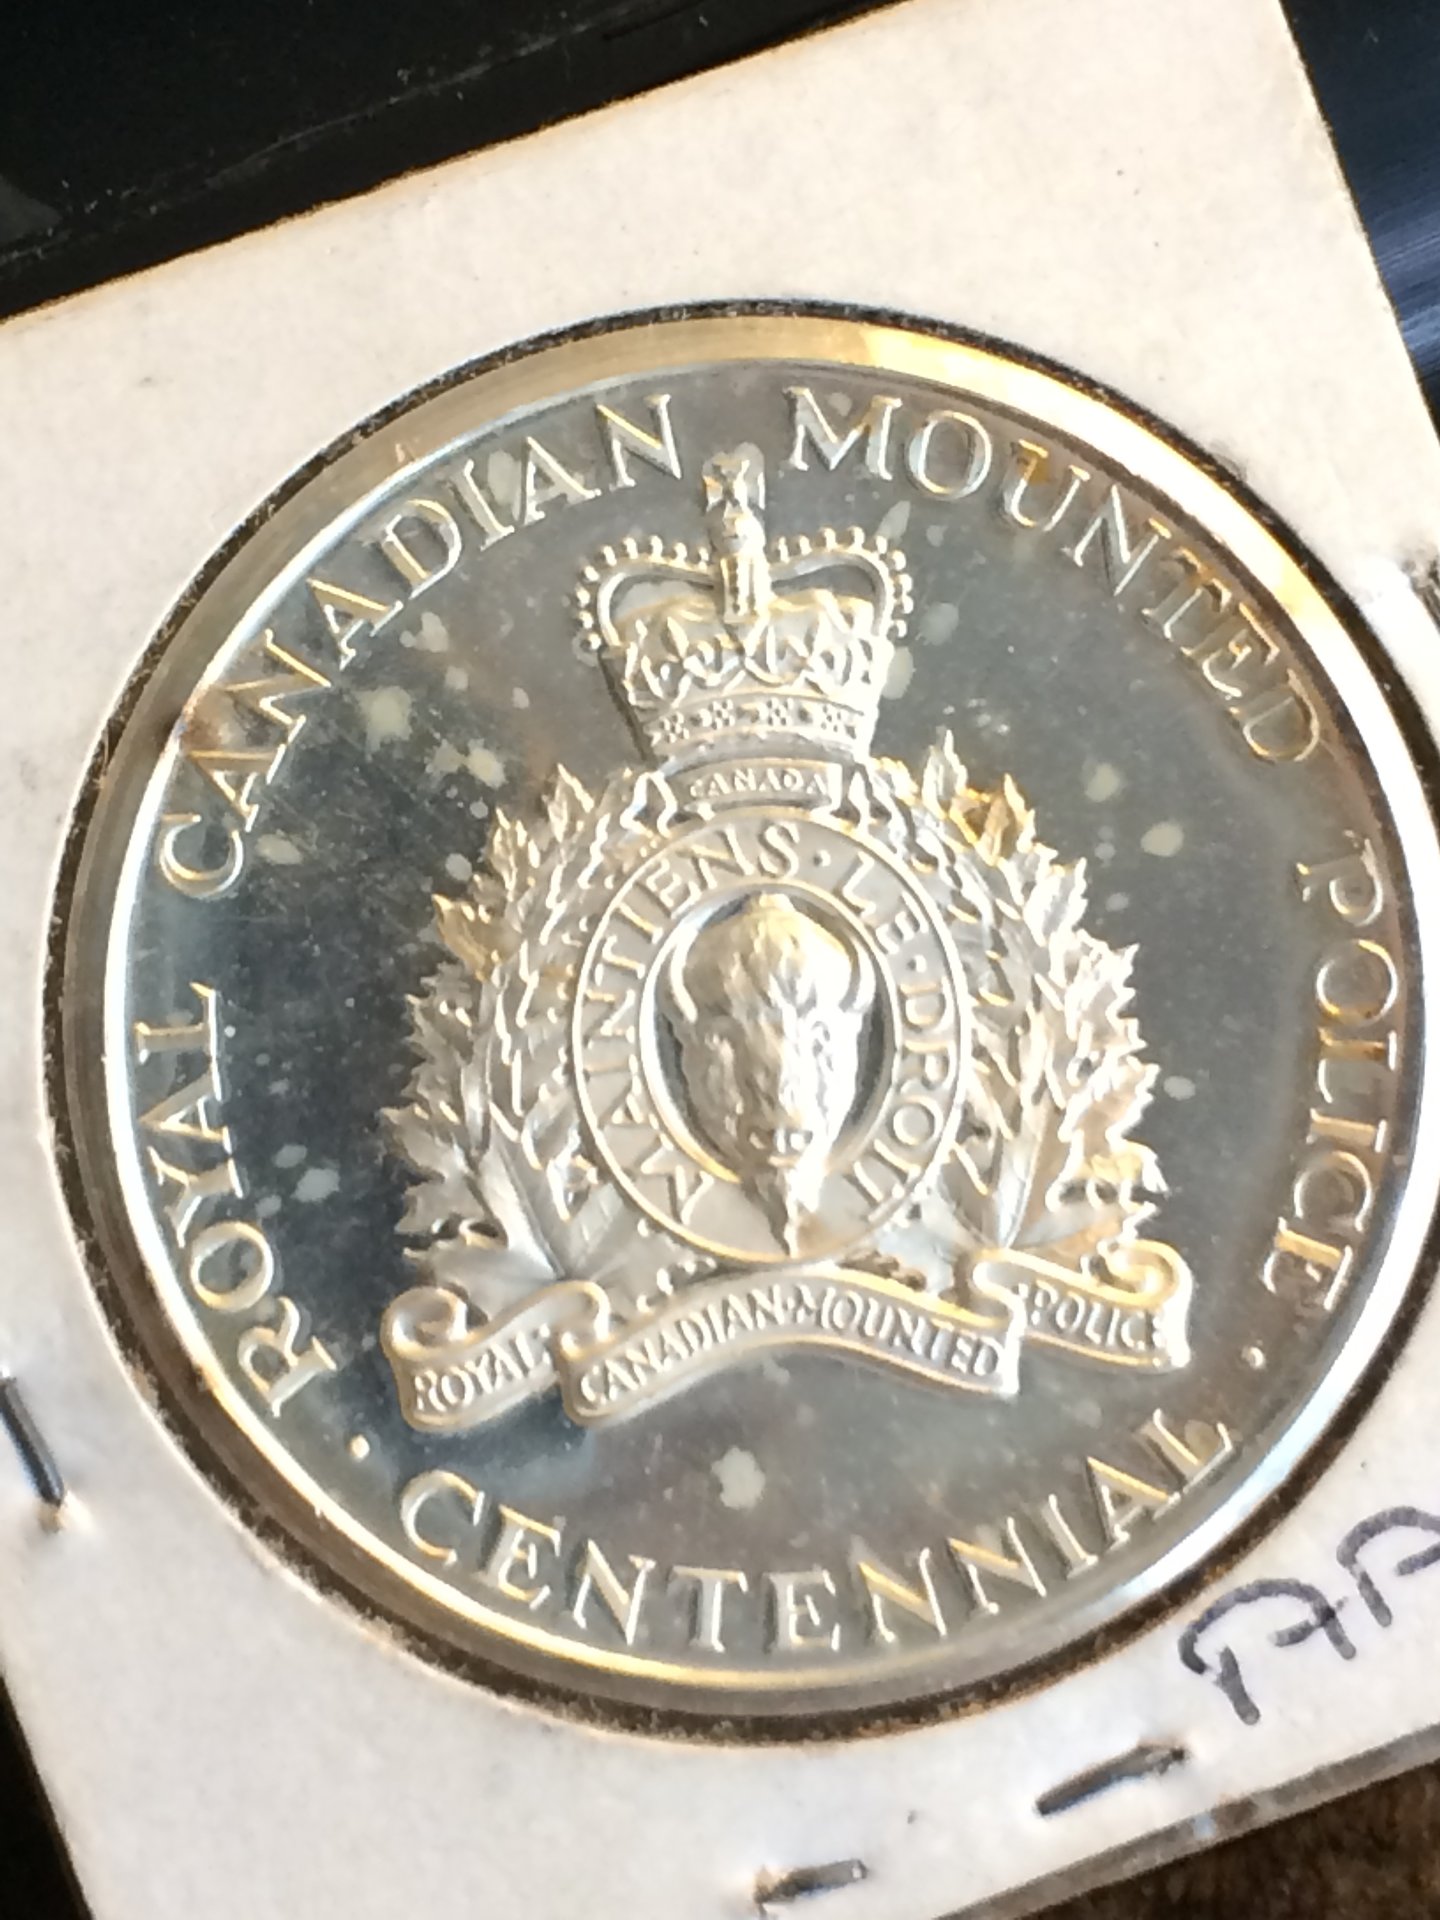 ROYAL CANADIAN MOUNTED POLICE
CANADA
MAINTIENS · LE · DROIT
ROYAL · CANADIAN · MOUNTED · POLICE
· CENTENNIAL ·